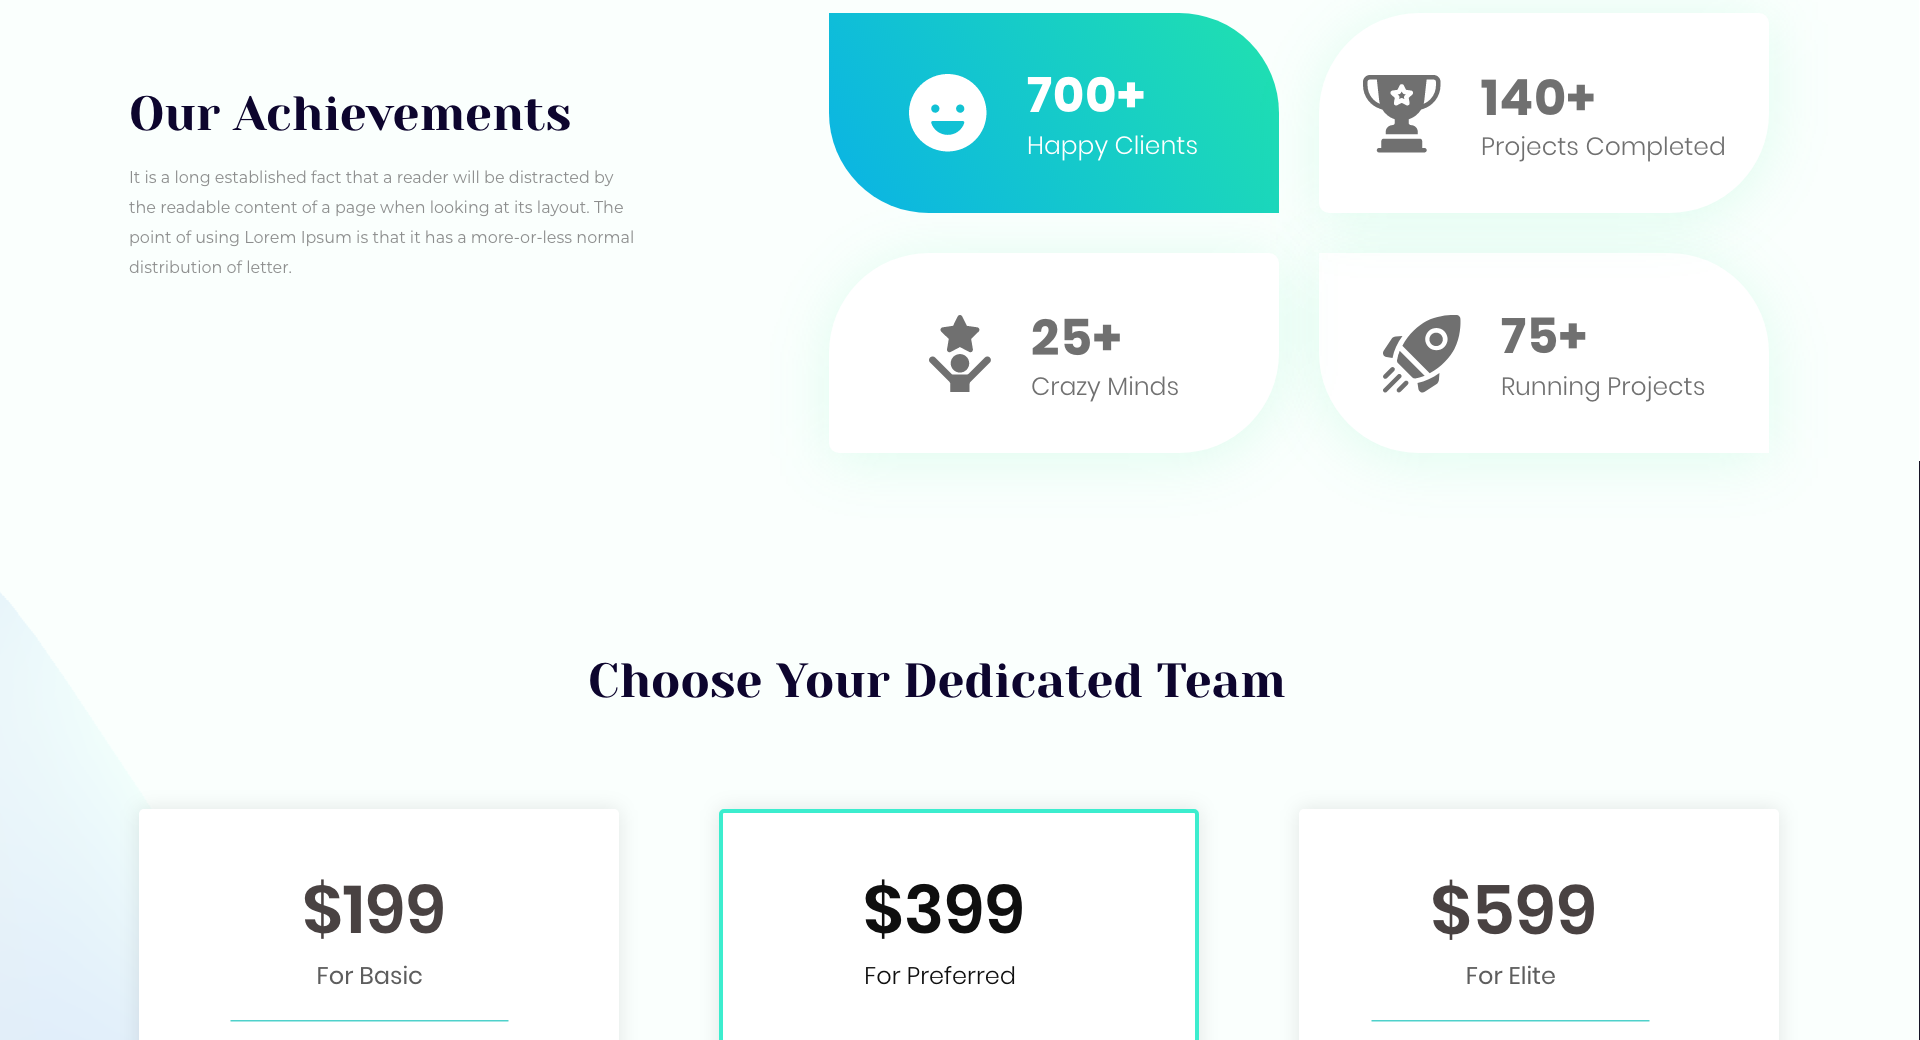 Our Achievements
It is a long established fact that a reader will be distracted by
the readable content of a page when looking at its layout. The
point of using Lorem Ipsum is that it has a more-or-less normal
distribution of letter.
700+
Happy Clients
140+
Projects Completed
25+
Crazy Minds
75+
Running Projects
Choose Your Dedicated Team
$199
For Basic
$399
For Preferred
$599
For Elite